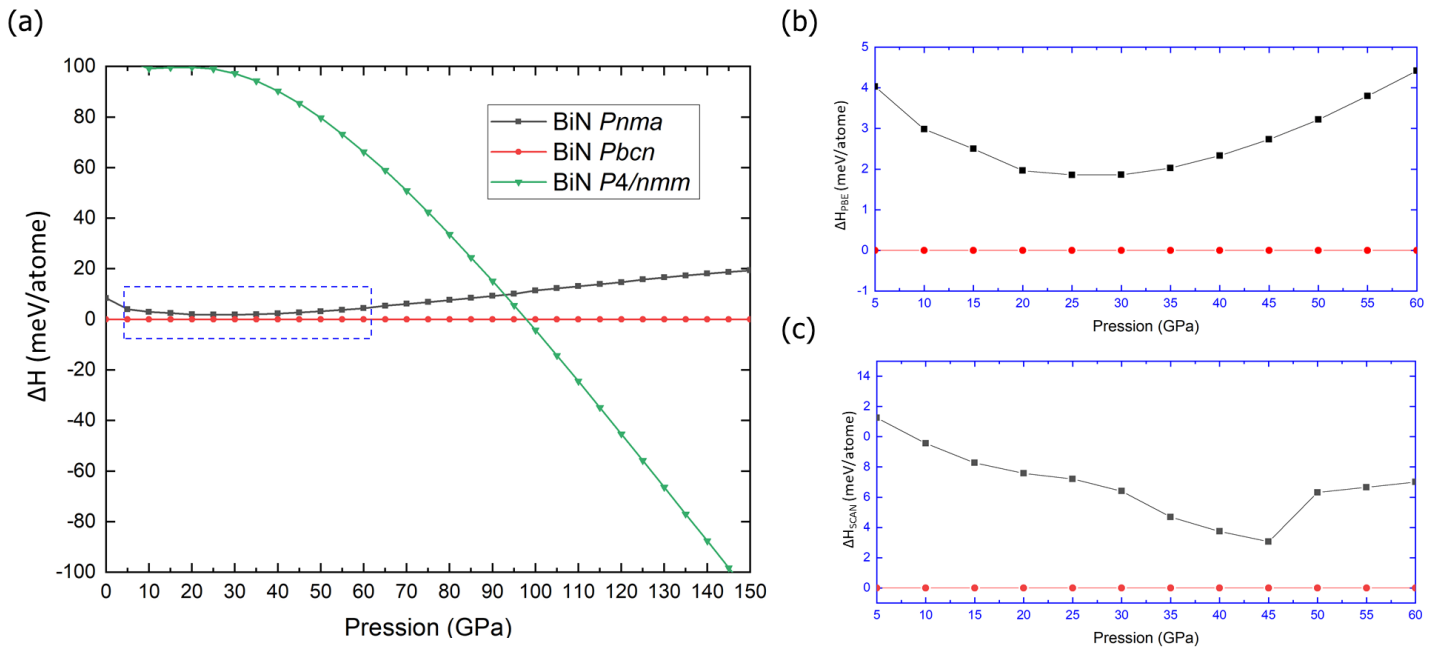 (a)
100
80
60
40
20
0
-20
-40
-60
-80
-100
ΔH (meV/atome)
BiN Pnma
BiN Pbcn
BiN P4/nmm
0 10 20 30 40 50 60 70 80 90 100 110 120 130 140 150
Pression (GPa)
(b)
5
4
3
2
1
0
-1
ΔH_PBE (meV/atome)
5 10 15 20 25 30 35 40 45 50 55 60
Pression (GPa)
(c)
14
2
0
8
6
4
2
0
ΔH_SCAN (meV/atome)
5 10 15 20 25 30 35 40 45 50 55 60
Pression (GPa)